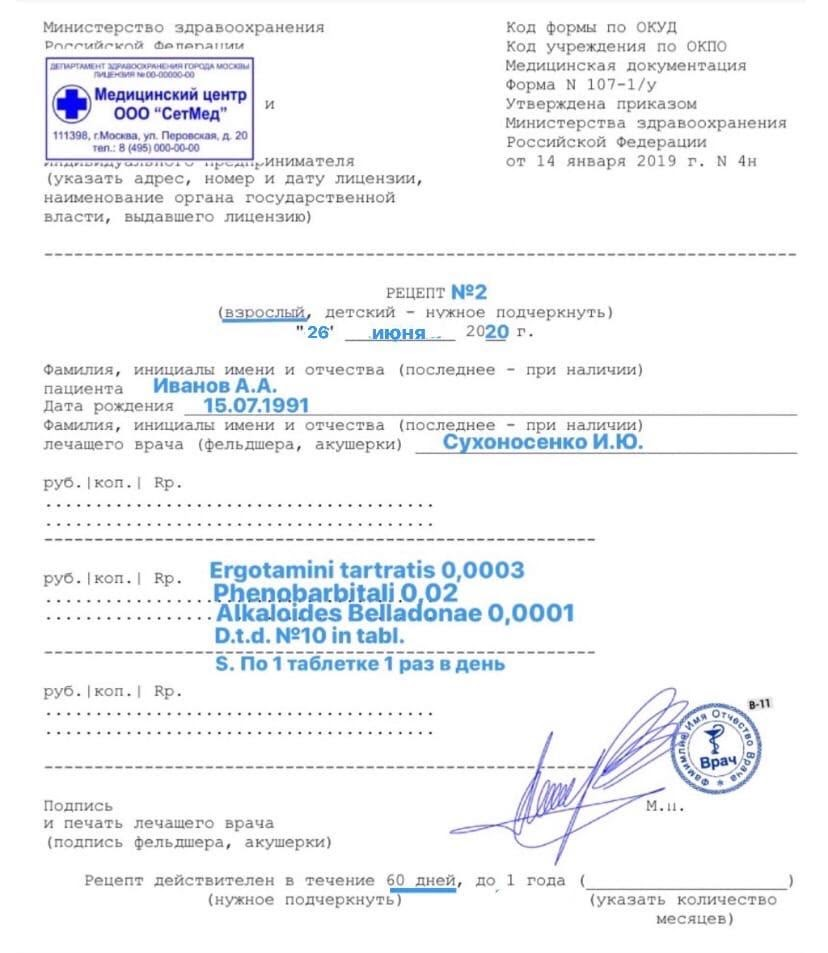 Министерство здравоохранения
Российской Федерации
ДЕПАРТАМЕНТ ЗДРАВООХРАНЕНИЯ ГОРОДА МОСКВЫ
ЛИЦЕНЗИЯ №00-00000-00
Медицинский центр
ООО “СетМед”
111398, г.Москва, ул. Перовская, д. 20
тел.: 8 (495) 000-00-00
и
индивидуального предпринимателя
(указать адрес, номер и дату лицензии,
наименование органа государственной
власти, выдавшего лицензию)
Код формы по ОКУД
Код учреждения по ОКПО
Медицинская документация
Форма N 107-1/у
Утверждена приказом
Министерства здравоохранения
Российской Федерации
от 14 января 2019 г. N 4н
РЕЦЕПТ №2
(взрослый, детский - нужное подчеркнуть)
"26" июня 2020 г.
Фамилия, инициалы имени и отчества (последнее - при наличии)
пациента Иванов А.А.
Дата рождения 15.07.1991
Фамилия, инициалы имени и отчества (последнее - при наличии)
лечащего врача (фельдшера, акушерки) Сухоносенко И.Ю.
руб.|коп.| Rp.
руб.|коп.| Rp. Ergotamini tartratis 0,0003
Phenobarbitali 0,02
Alkaloides Belladonae 0,0001
D.t.d. №10 in tabl.
S. По 1 таблетке 1 раз в день
руб.|коп.| Rp.
В-11
Фамилия Имя Отчество Врача
Врач
Подпись М.П.
и печать лечащего врача
(подпись фельдшера, акушерки)
Рецепт действителен в течение 60 дней, до 1 года (____________)
(нужное подчеркнуть) (указать количество
месяцев)